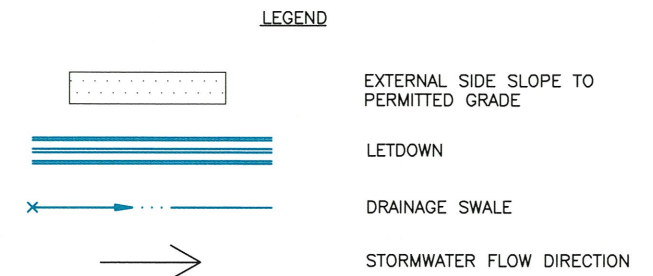 LEGEND
EXTERNAL SIDE SLOPE TO
PERMITTED GRADE
LETDOWN
DRAINAGE SWALE
STORMWATER FLOW DIRECTION